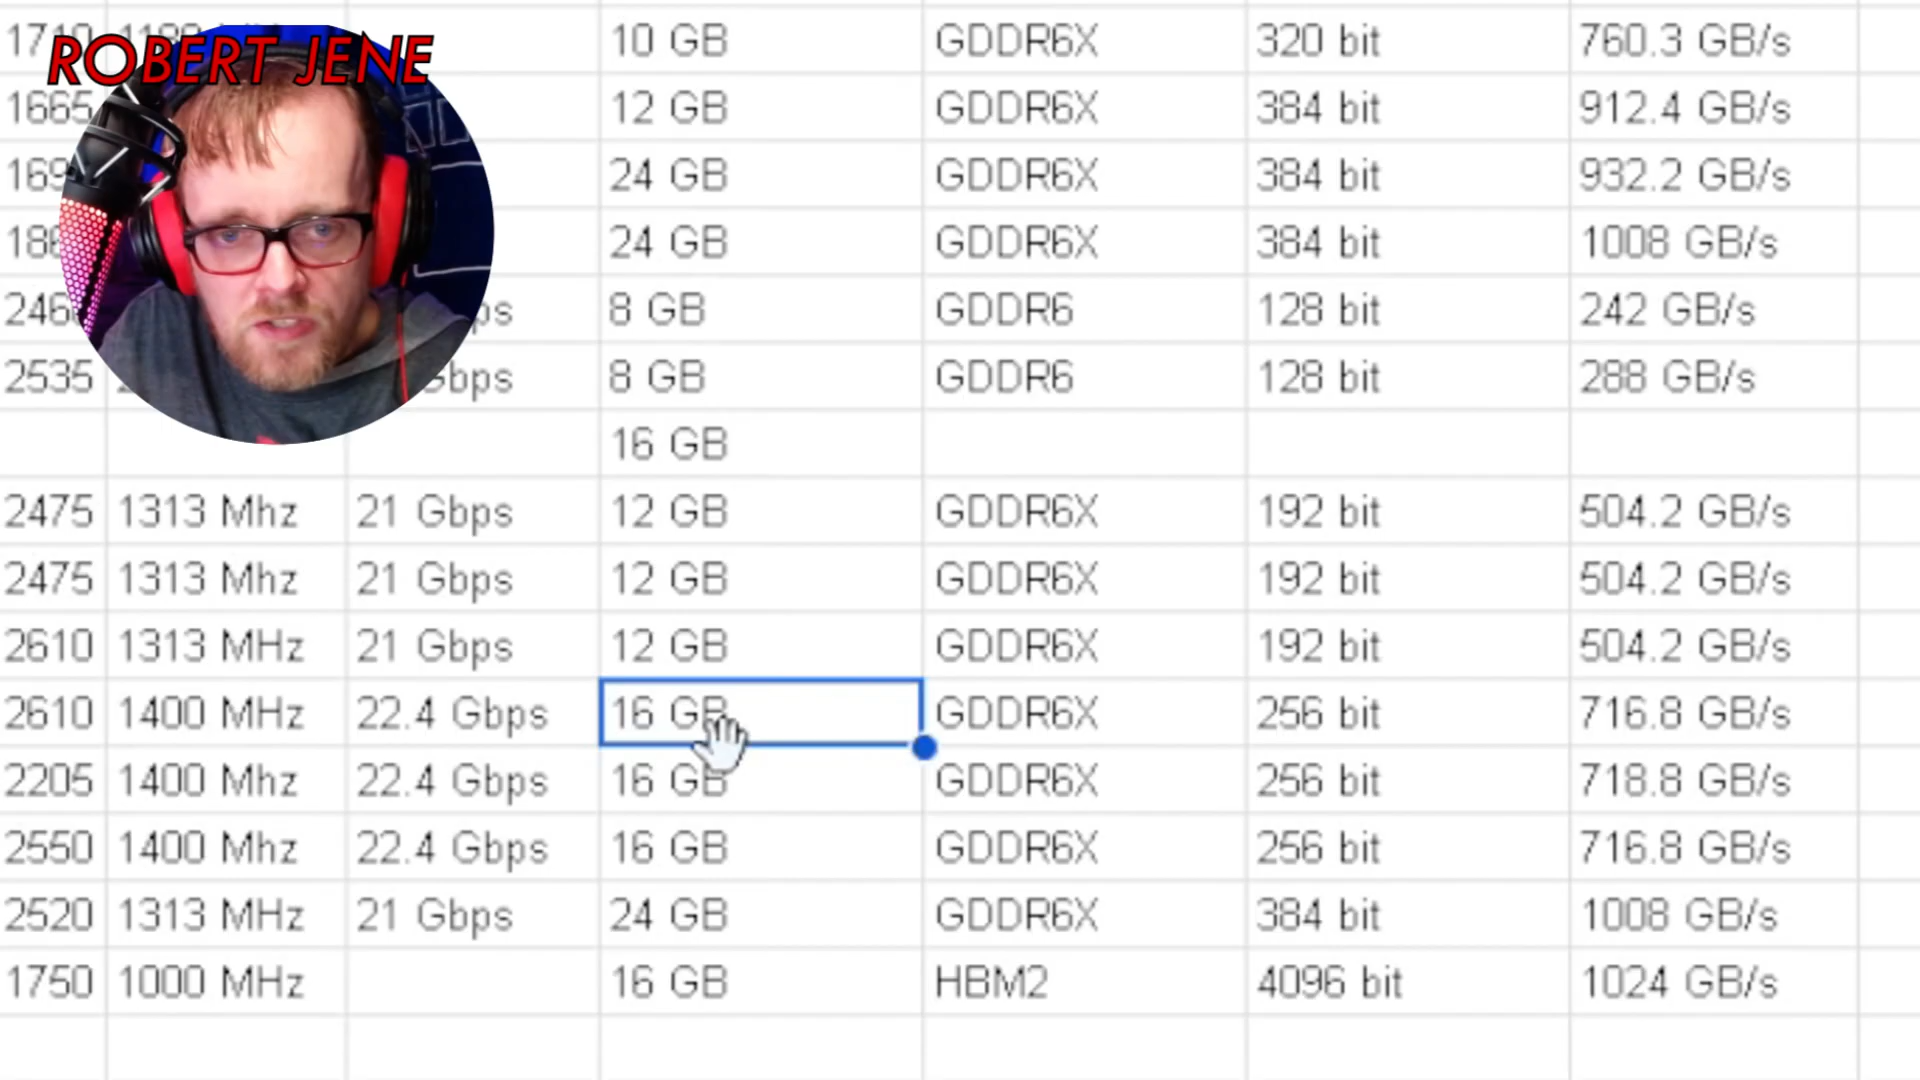 ROBERT JENE
1710 10 GB GDDR6X 320 bit 760.3 GB/s
1665 12 GB GDDR6X 384 bit 912.4 GB/s
24 GB GDDR6X 384 bit 932.2 GB/s
24 GB GDDR6X 384 bit 1008 GB/s
8 GB GDDR6 128 bit 242 GB/s
2535 8 GB GDDR6 128 bit 288 GB/s
16 GB
2475 1313 Mhz 21 Gbps 12 GB GDDR6X 192 bit 504.2 GB/s
2475 1313 Mhz 21 Gbps 12 GB GDDR6X 192 bit 504.2 GB/s
2610 1313 MHz 21 Gbps 12 GB GDDR6X 192 bit 504.2 GB/s
2610 1400 MHz 22.4 Gbps 16 GB GDDR6X 256 bit 716.8 GB/s
2205 1400 Mhz 22.4 Gbps 16 GB GDDR6X 256 bit 718.8 GB/s
2550 1400 Mhz 22.4 Gbps 16 GB GDDR6X 256 bit 716.8 GB/s
2520 1313 MHz 21 Gbps 24 GB GDDR6X 384 bit 1008 GB/s
1750 1000 MHz 16 GB HBM2 4096 bit 1024 GB/s